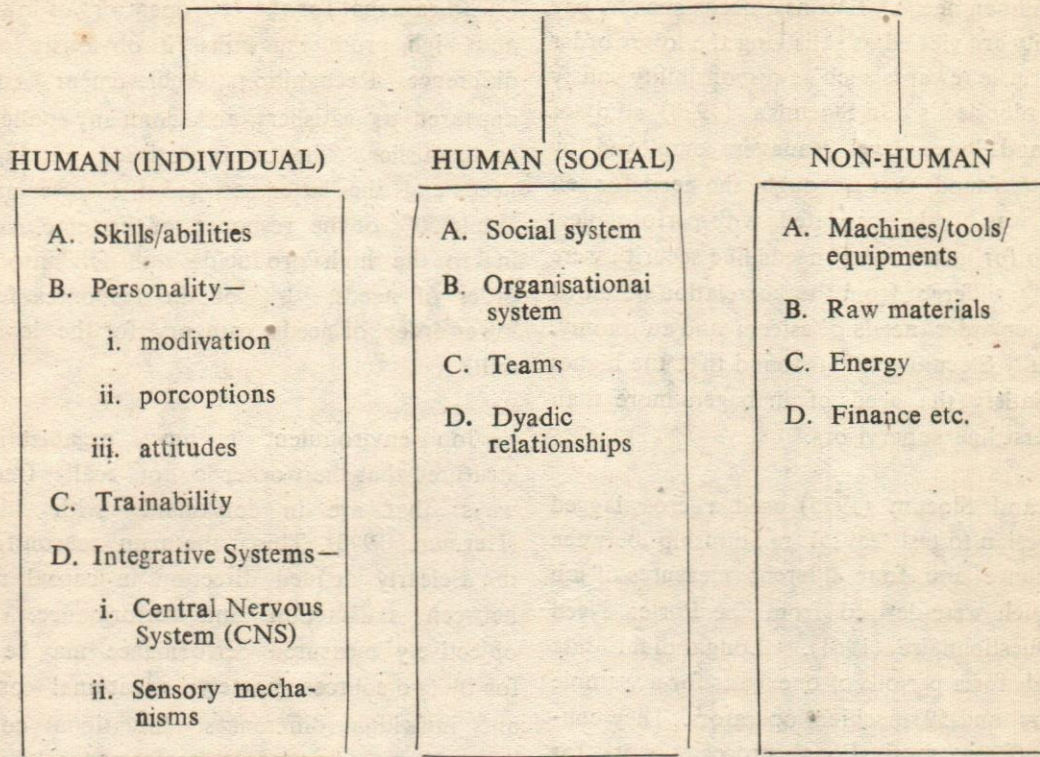 HUMAN (INDIVIDUAL)
A. Skills/abilities
B. Personality—
i. modivation
ii. porcoptions
iii. attitudes
C. Trainability
D. Integrative Systems—
i. Central Nervous
System (CNS)
ii. Sensory mecha-
nisms
HUMAN (SOCIAL)
A. Social system
B. Organisationai
system
C. Teams
D. Dyadic
relationships
NON-HUMAN
A. Machines/tools/
equipments
B. Raw materials
C. Energy
D. Finance etc.